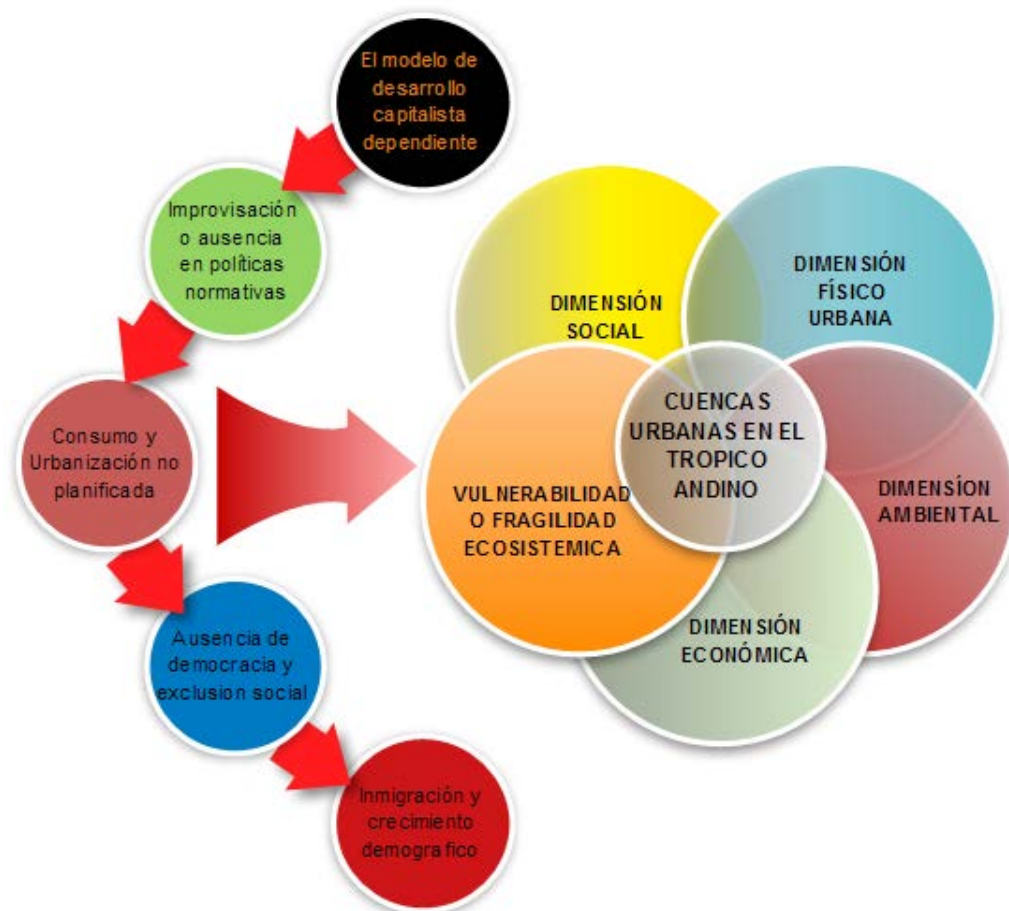 El modelo de
desarrollo
capitalista
dependiente
Improvisación
o ausencia
en políticas
normativas
Consumo y
Urbanización no
planificada
Ausencia de
democracia y
exclusion social
Inmigración y
crecimiento
demografico
DIMENSIÓN
SOCIAL
DIMENSIÓN
FÍSICO
URBANA
CUENCAS
URBANAS EN EL
TROPICO
ANDINO
VULNERABILIDAD
O FRAGILIDAD
ECOSISTEMICA
DIMENSÍON
AMBIENTAL
DIMENSIÓN
ECONÓMICA